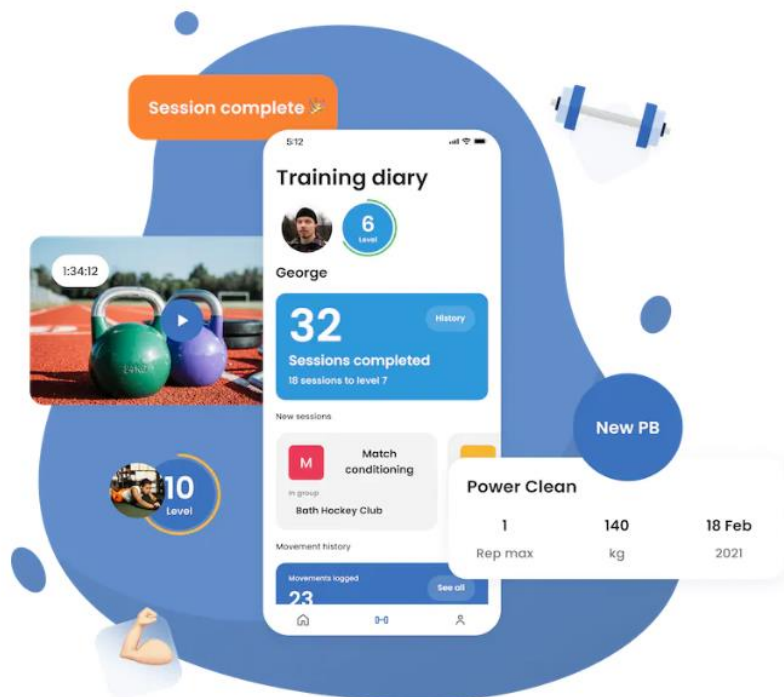 Session complete
5:12
Training diary
6
Level
George
1:34:12
32
History
Sessions completed
18 sessions to level 7
New sessions
M
Match
conditioning
In group
Bath Hockey Club
New PB
Power Clean
1
140
18 Feb
Rep max
kg
2021
10
Level
Movement history
Movements logged
See all
23